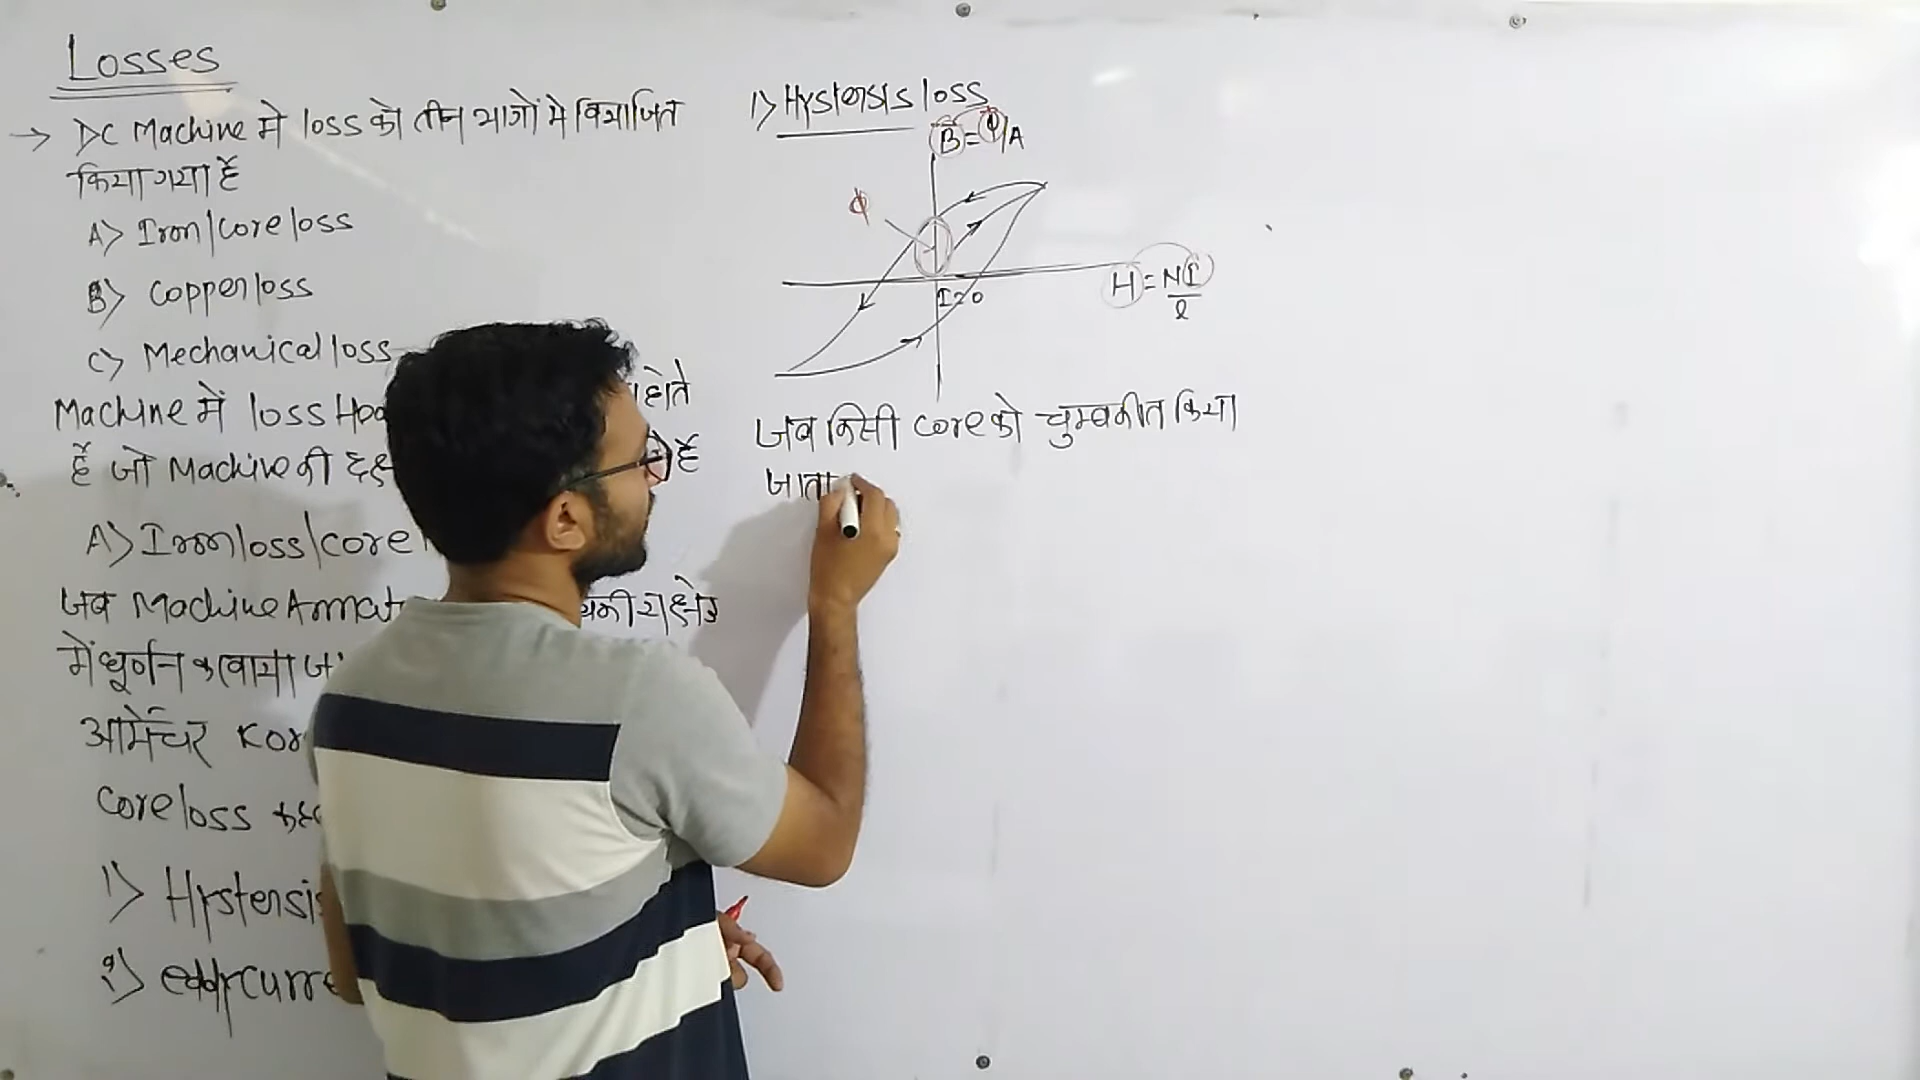 Losses
→ DC Machine मे loss को तीन भागों मे विभाजित
किया गया हैं
A> Iron/Core loss
B> Copper loss
C> Mechanical loss
Machine में loss होते
हैं जो Machine की हैं
A> Iron loss/core
जब Machine
में घूर्णन करवाया
आर्मेचर
Core loss
1> Hystensis
2> eddy curre
1> Hystensis loss
B = Φ/A
Φ
I=0
H = NI/l
जब किसी core को चुम्बकीत किया
जाता